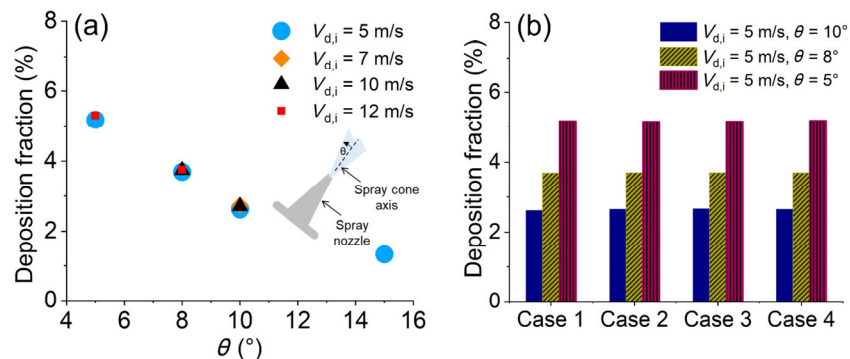 (a)
V_d,i = 5 m/s
V_d,i = 7 m/s
V_d,i = 10 m/s
V_d,i = 12 m/s
Deposition fraction (%)
8
6
4
2
0
θ
Spray cone
axis
Spray
nozzle
4 6 8 10 12 14 16
θ (°)
(b)
V_d,i = 5 m/s, θ = 10°
V_d,i = 5 m/s, θ = 8°
V_d,i = 5 m/s, θ = 5°
Deposition fraction (%)
8
6
4
2
0
Case 1 Case 2 Case 3 Case 4